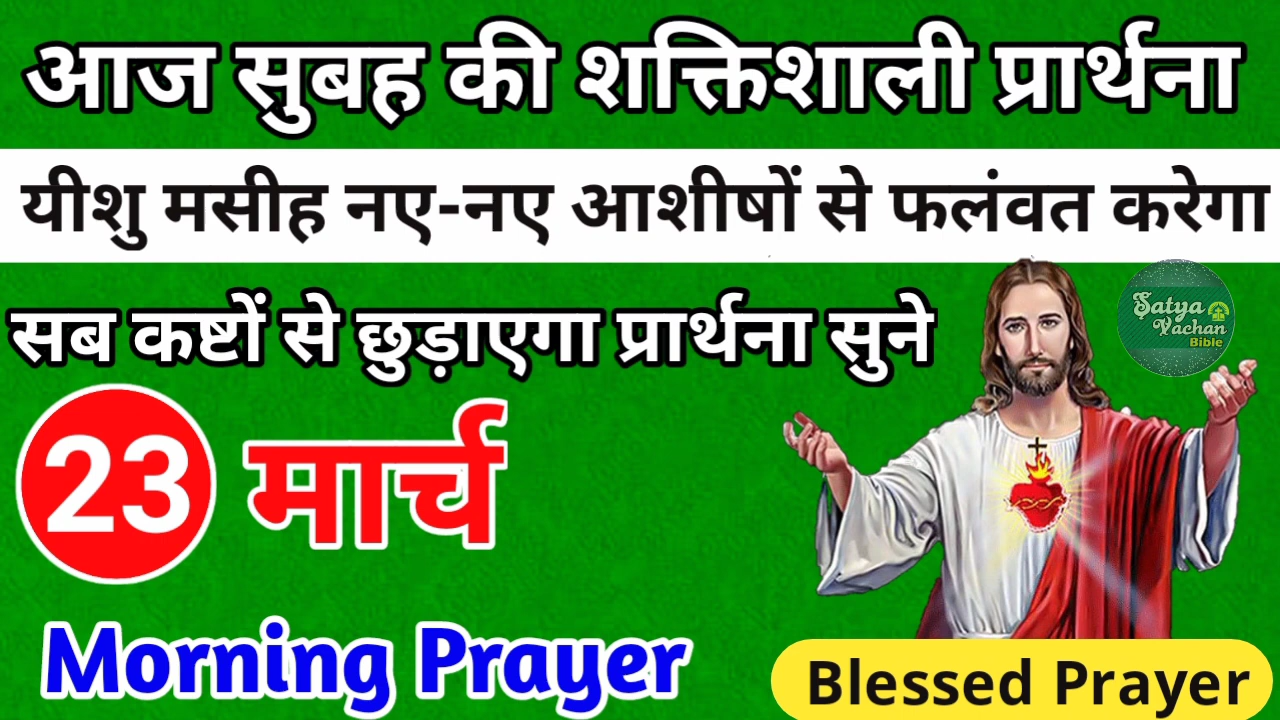 आज सुबह की शक्तिशाली प्रार्थना
यीशु मसीह नए-नए आशीषों से फलंवत करेगा
सब कष्टों से छुड़ाएगा प्रार्थना सुने
Satya
Vachan
Bible
23 मार्च
Morning Prayer
Blessed Prayer